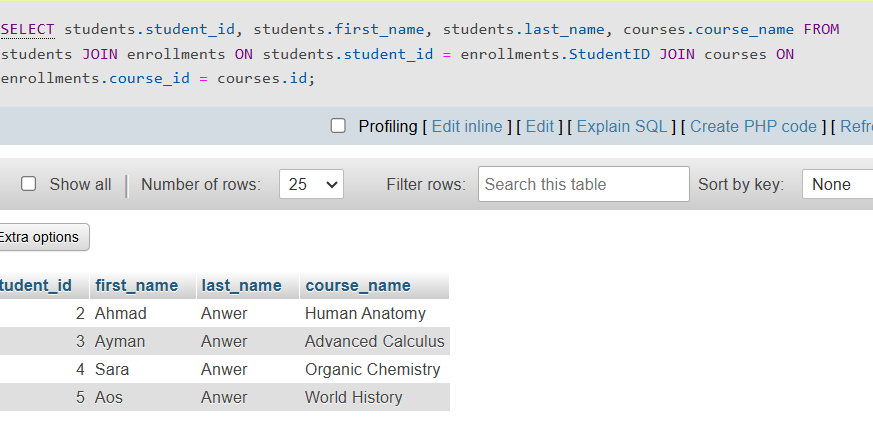 SELECT students.student_id, students.first_name, students.last_name, courses.course_name FROM
students JOIN enrollments ON students.student_id = enrollments.StudentID JOIN courses ON
enrollments.course_id = courses.id;
Profiling [ Edit inline ] [ Edit ] [ Explain SQL ] [ Create PHP code ] [ Refr
Show all Number of rows: 25 Filter rows: Search this table Sort by key: None
Extra options
tudent_id first_name last_name course_name
2 Ahmad Anwer Human Anatomy
3 Ayman Anwer Advanced Calculus
4 Sara Anwer Organic Chemistry
5 Aos Anwer World History